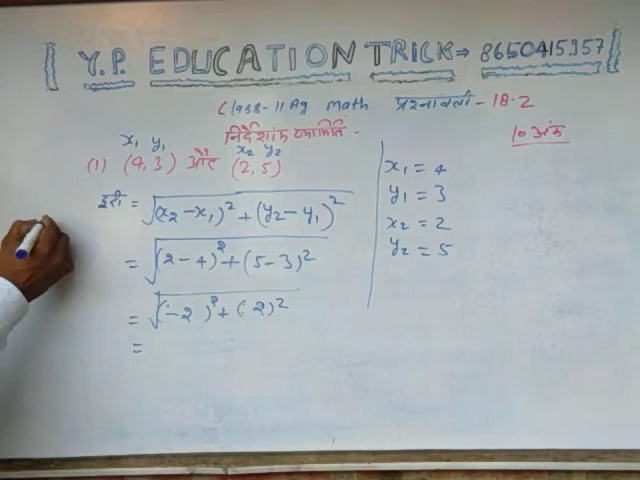 [ Y.P. EDUCATION TRICK → 8650415957 ]
Class-11 Ag Math प्रश्नावली - 18.2
निर्देशांक ज्यामिति - 10 अंक
x₁ y₁ x₂ y₂
(1) (4,3) और (2,5)
दूरी = √(x₂-x₁)² + (y₂-y₁)²
= √(2-4)² + (5-3)²
= √(-2)² + (2)²
=
x₁ = 4
y₁ = 3
x₂ = 2
y₂ = 5